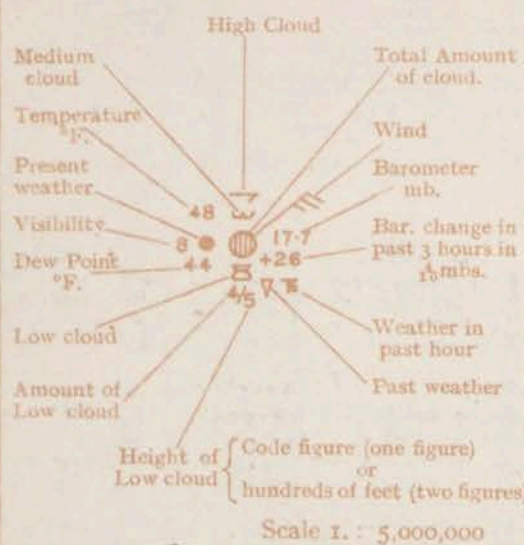 High Cloud
Medium
cloud
Total Amount
of cloud.
Temperature
°F.
Wind
Present
weather
Barometer
mb.
48
Visibility
8
17·7
Bar. change in
past 3 hours in
⅒mbs.
Dew Point
°F.
44
+26
4/5
Low cloud
Weather in
past hour
Amount of
Low cloud
Past weather
Height of
Low cloud
Code figure (one figure)
or
hundreds of feet (two figures)
Scale 1. : 5,000,000